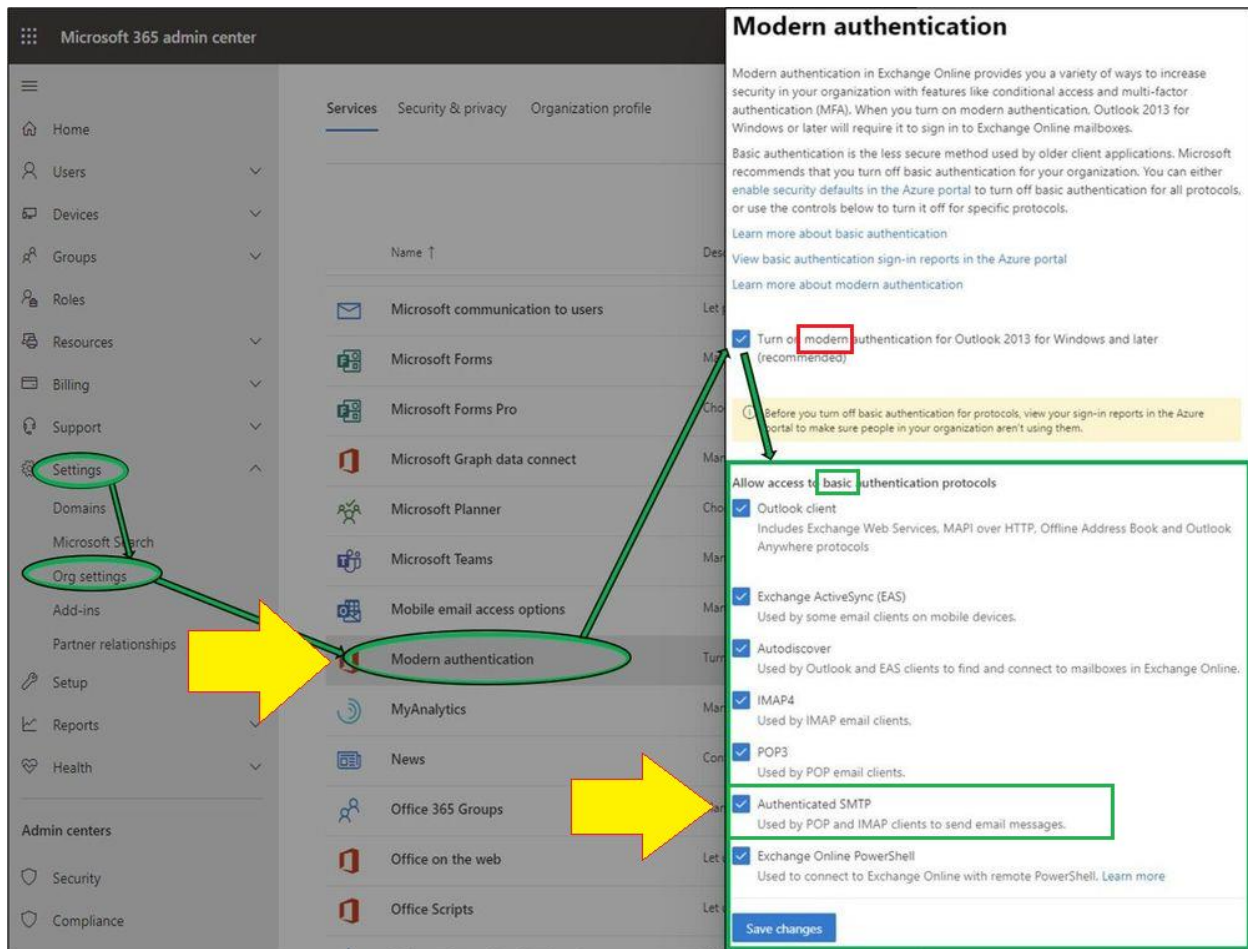 Microsoft 365 admin center
Home
Users
Devices
Groups
Roles
Resources
Billing
Support
Settings
Domains
Microsoft Search
Org settings
Add-ins
Partner relationships
Setup
Reports
Health
Admin centers
Security
Compliance
Services Security & privacy Organization profile
Name ↑
Microsoft communication to users
Microsoft Forms
Microsoft Forms Pro
Microsoft Graph data connect
Microsoft Planner
Microsoft Teams
Mobile email access options
Modern authentication
MyAnalytics
News
Office 365 Groups
Office on the web
Office Scripts
Modern authentication
Modern authentication in Exchange Online provides you a variety of ways to increase
security in your organization with features like conditional access and multi-factor
authentication (MFA). When you turn on modern authentication, Outlook 2013 for
Windows or later will require it to sign in to Exchange Online mailboxes.
Basic authentication is the less secure method used by older client applications. Microsoft
recommends that you turn off basic authentication for your organization. You can either
enable security defaults in the Azure portal to turn off basic authentication for all protocols,
or use the controls below to turn it off for specific protocols.
Learn more about basic authentication
View basic authentication sign-in reports in the Azure portal
Learn more about modern authentication
Turn on modern authentication for Outlook 2013 for Windows and later
(recommended)
Before you turn off basic authentication for protocols, view your sign-in reports in the Azure
portal to make sure people in your organization aren't using them.
Allow access to basic authentication protocols
Outlook client
Includes Exchange Web Services, MAPI over HTTP, Offline Address Book and Outlook
Anywhere protocols
Exchange ActiveSync (EAS)
Used by some email clients on mobile devices.
Autodiscover
Used by Outlook and EAS clients to find and connect to mailboxes in Exchange Online.
IMAP4
Used by IMAP email clients.
POP3
Used by POP email clients.
Authenticated SMTP
Used by POP and IMAP clients to send email messages.
Exchange Online PowerShell
Used to connect to Exchange Online with remote PowerShell. Learn more
Save changes